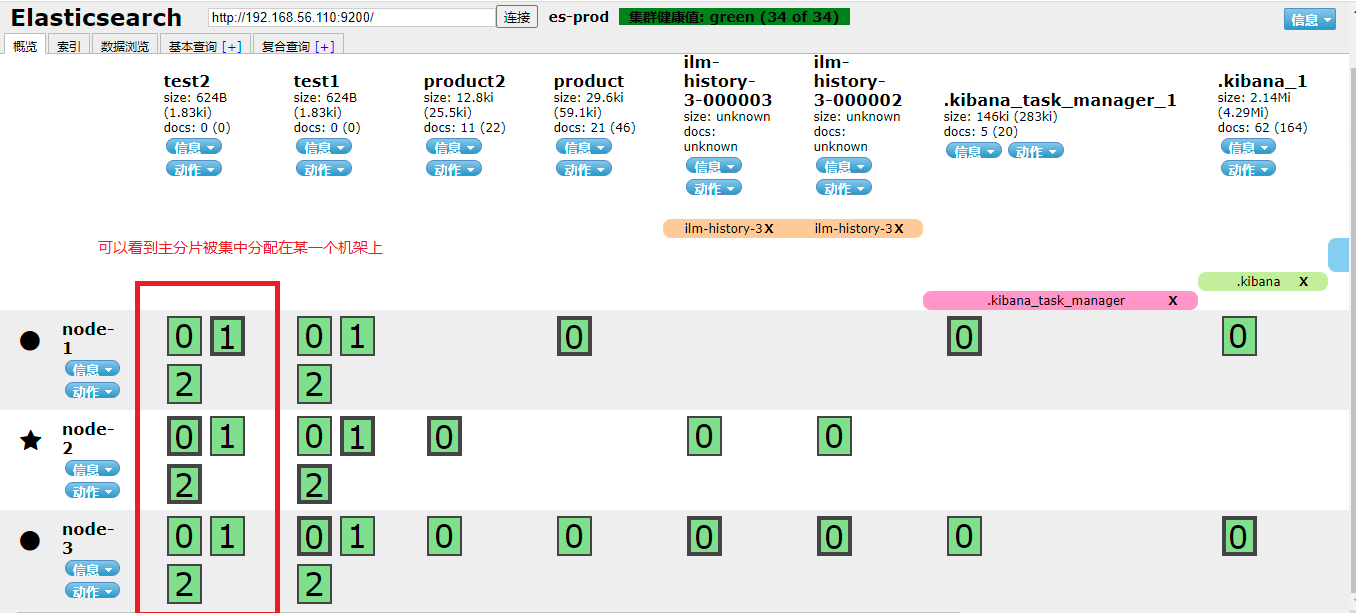 Elasticsearch
http://192.168.56.110:9200/
连接
es-prod
集群健康值: green (34 of 34)
信息
概览
索引
数据浏览
基本查询 [+]
复合查询 [+]
test2
size: 624B
(1.83ki)
docs: 0 (0)
信息
动作
test1
size: 624B
(1.83ki)
docs: 0 (0)
信息
动作
product2
size: 12.8ki
(25.5ki)
docs: 11 (22)
信息
动作
product
size: 29.6ki
(59.1ki)
docs: 21 (46)
信息
动作
ilm-
history-
3-000003
size: unknown
docs:
unknown
信息
动作
ilm-
history-
3-000002
size: unknown
docs:
unknown
信息
动作
.kibana_task_manager_1
size: 146ki (283ki)
docs: 5 (20)
信息 动作
.kibana_1
size: 2.14Mi
(4.29Mi)
docs: 62 (164)
信息
动作
ilm-history-3X ilm-history-3X
可以看到主分片被集中分配在某一个机架上
.kibana X
.kibana_task_manager X
node-
1
信息
动作
0 1 0 1 0 0 0
2 2
node-
2
信息
动作
0 1 0 1 0 0 0
2 2
node-
3
信息
动作
0 1 0 1 0 0 0 0 0 0
2 2